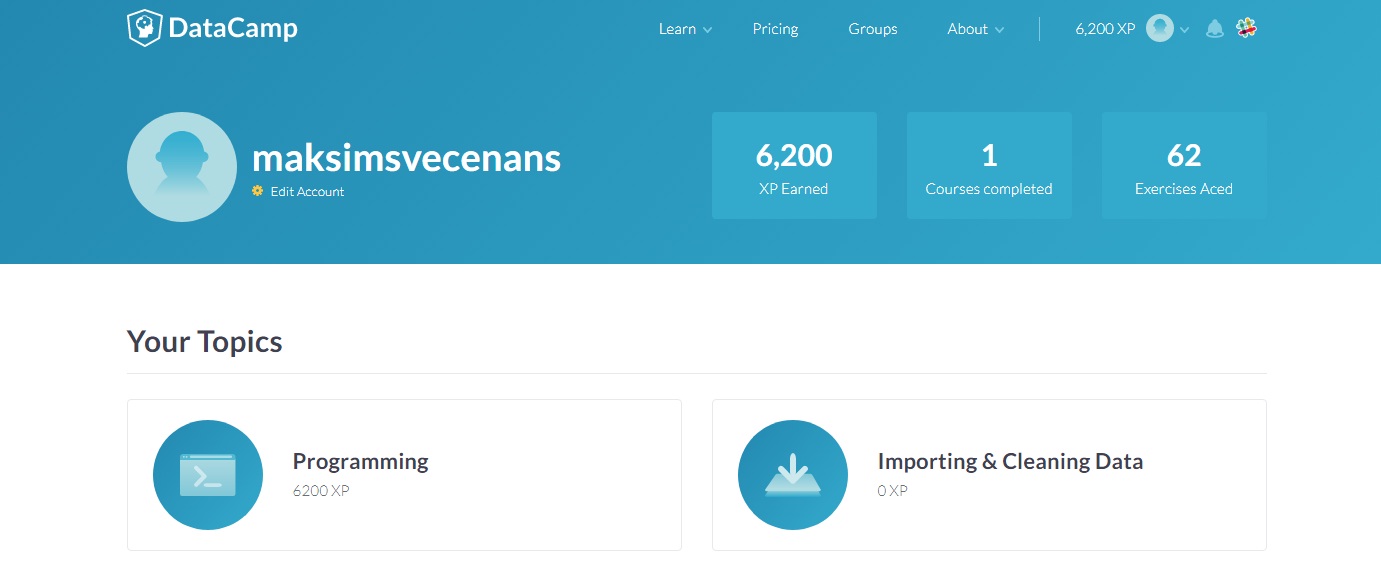 DataCamp Learn Pricing Groups About 6,200 XP
maksimsvecenans
Edit Account
6,200
XP Earned
1
Courses completed
62
Exercises Aced
Your Topics
Programming
6200 XP
Importing & Cleaning Data
0 XP